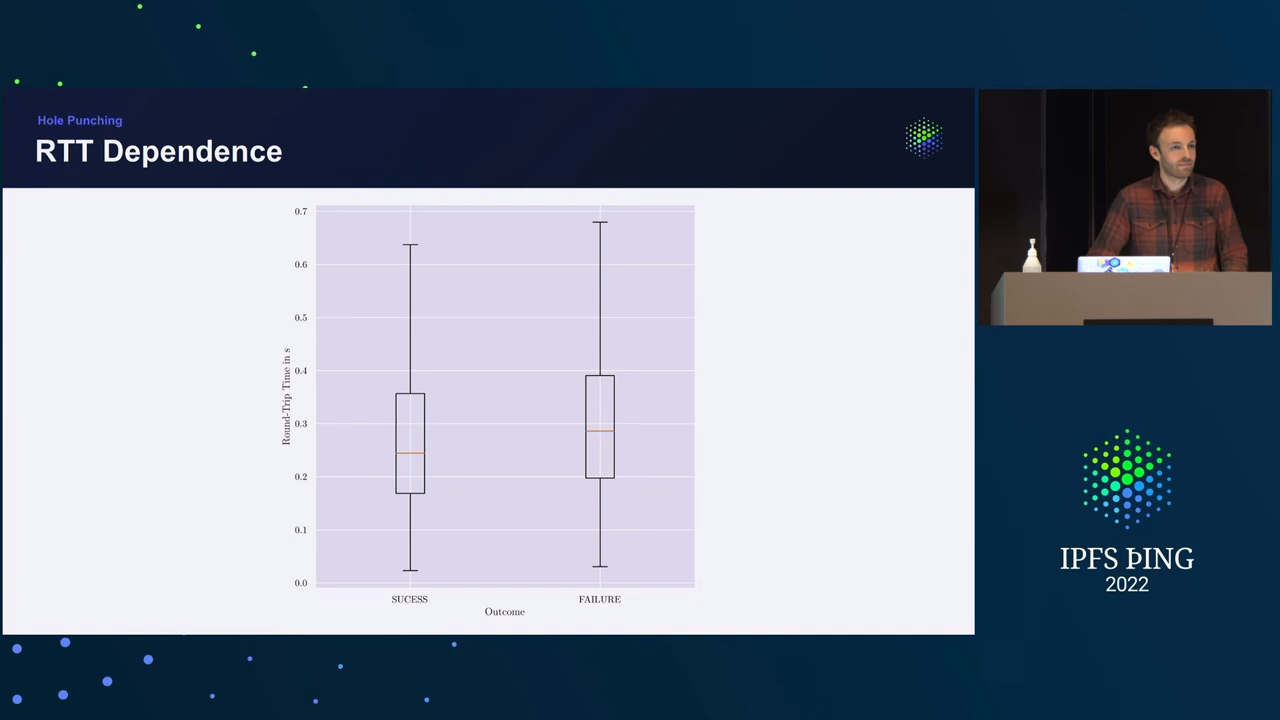 Hole Punching
RTT Dependence
0.7
0.6
0.5
0.4
0.3
0.2
0.1
0.0
Round-Trip Time in s
SUCESS
FAILURE
Outcome
IPFS ÞING
2022